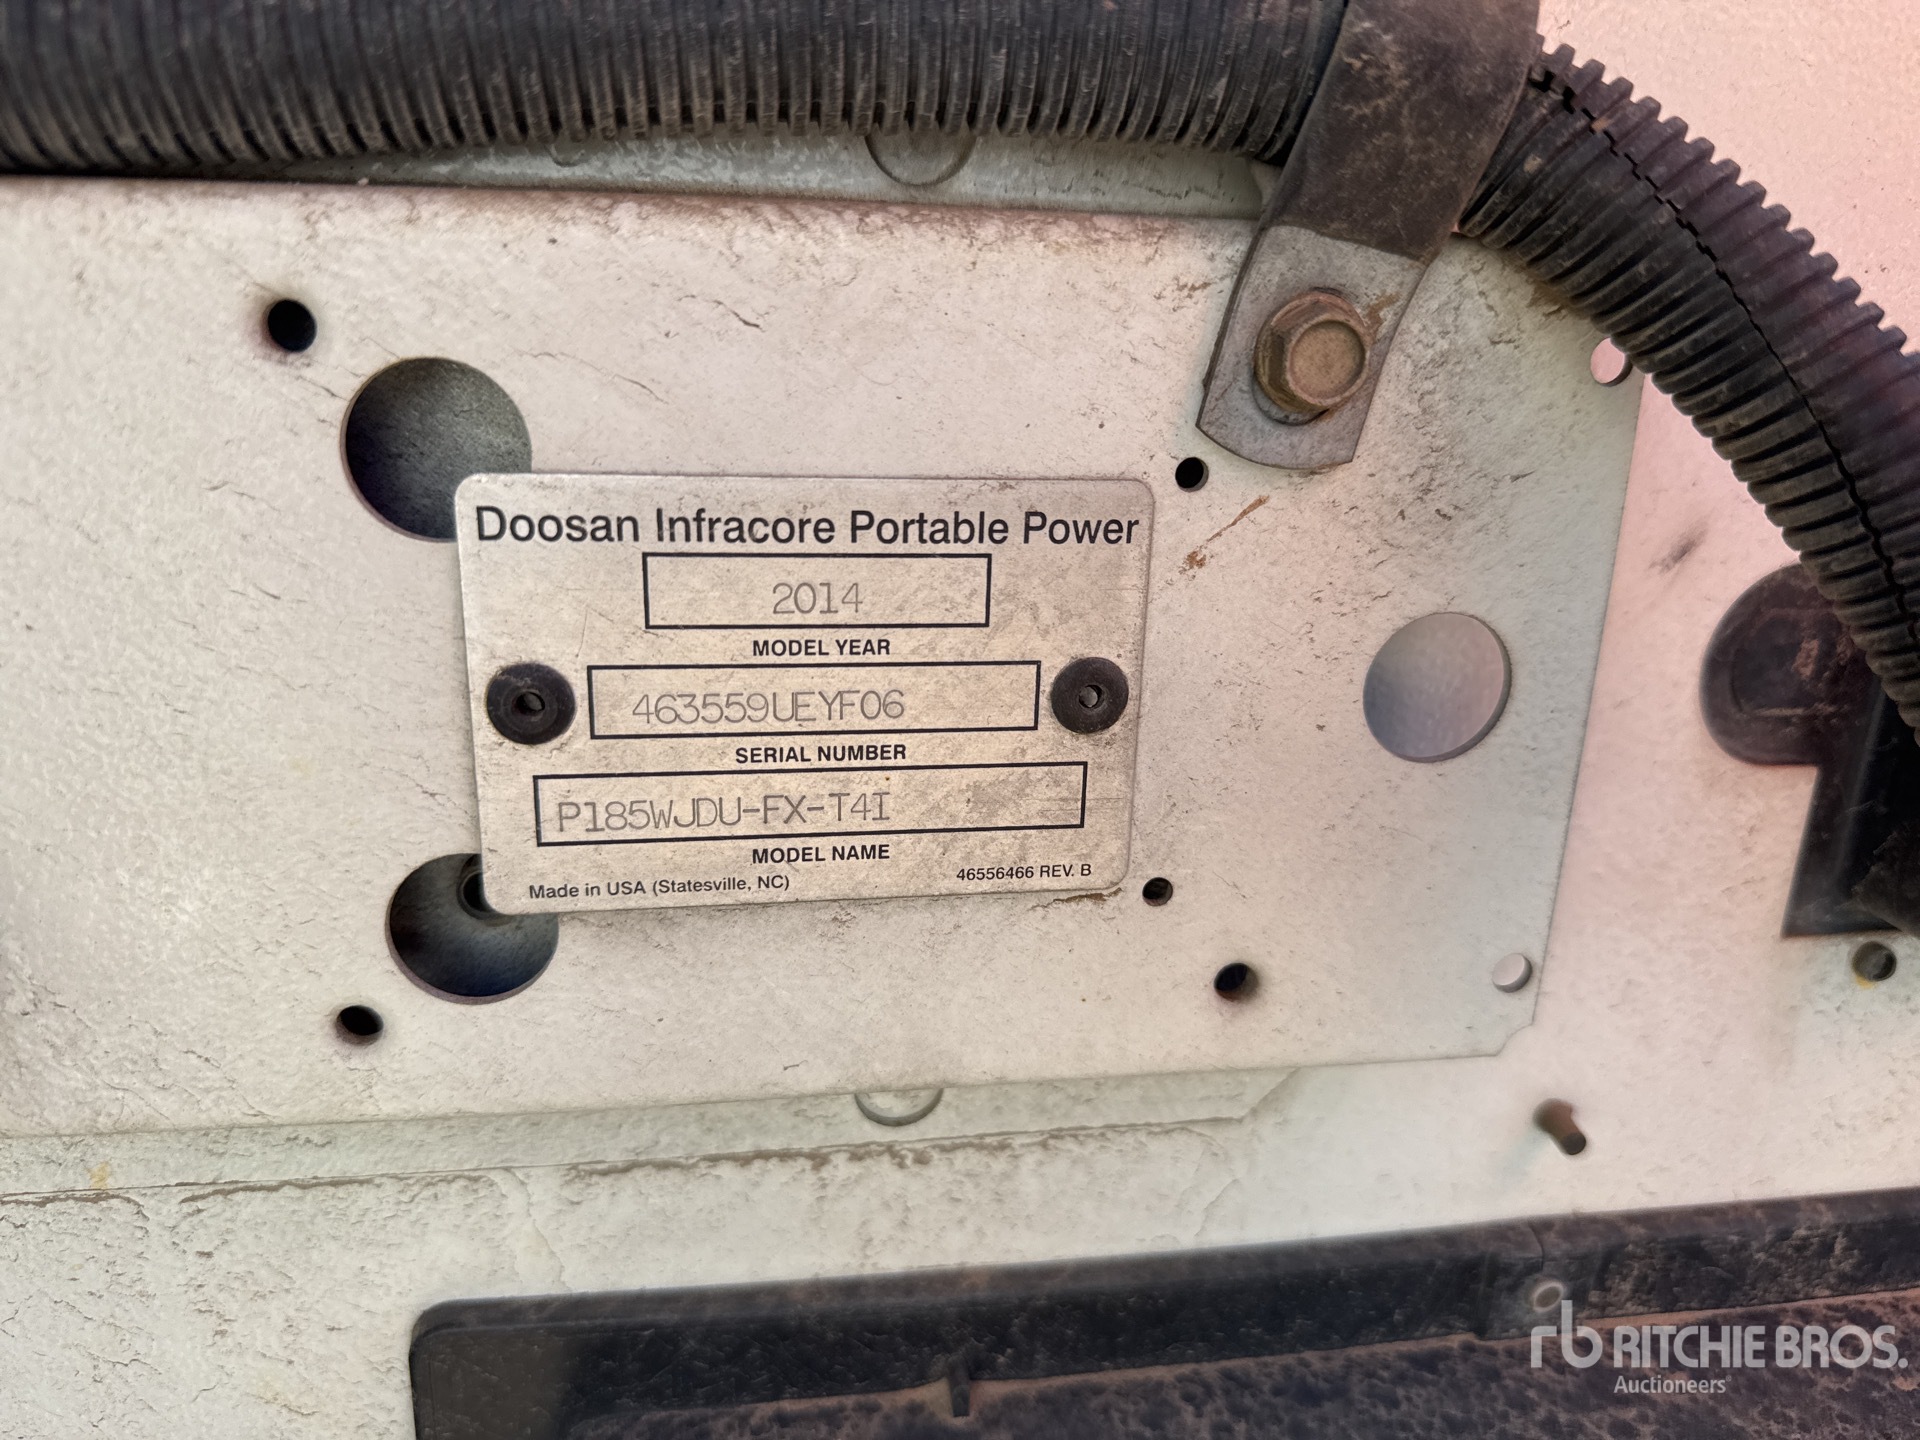 Doosan Infracore Portable Power
2014
MODEL YEAR
463559UEYF06
SERIAL NUMBER
P185WJDU-FX-T4I
MODEL NAME
Made in USA (Statesville, NC)
46556466 REV. B
rb RITCHIE BROS.
Auctioneers